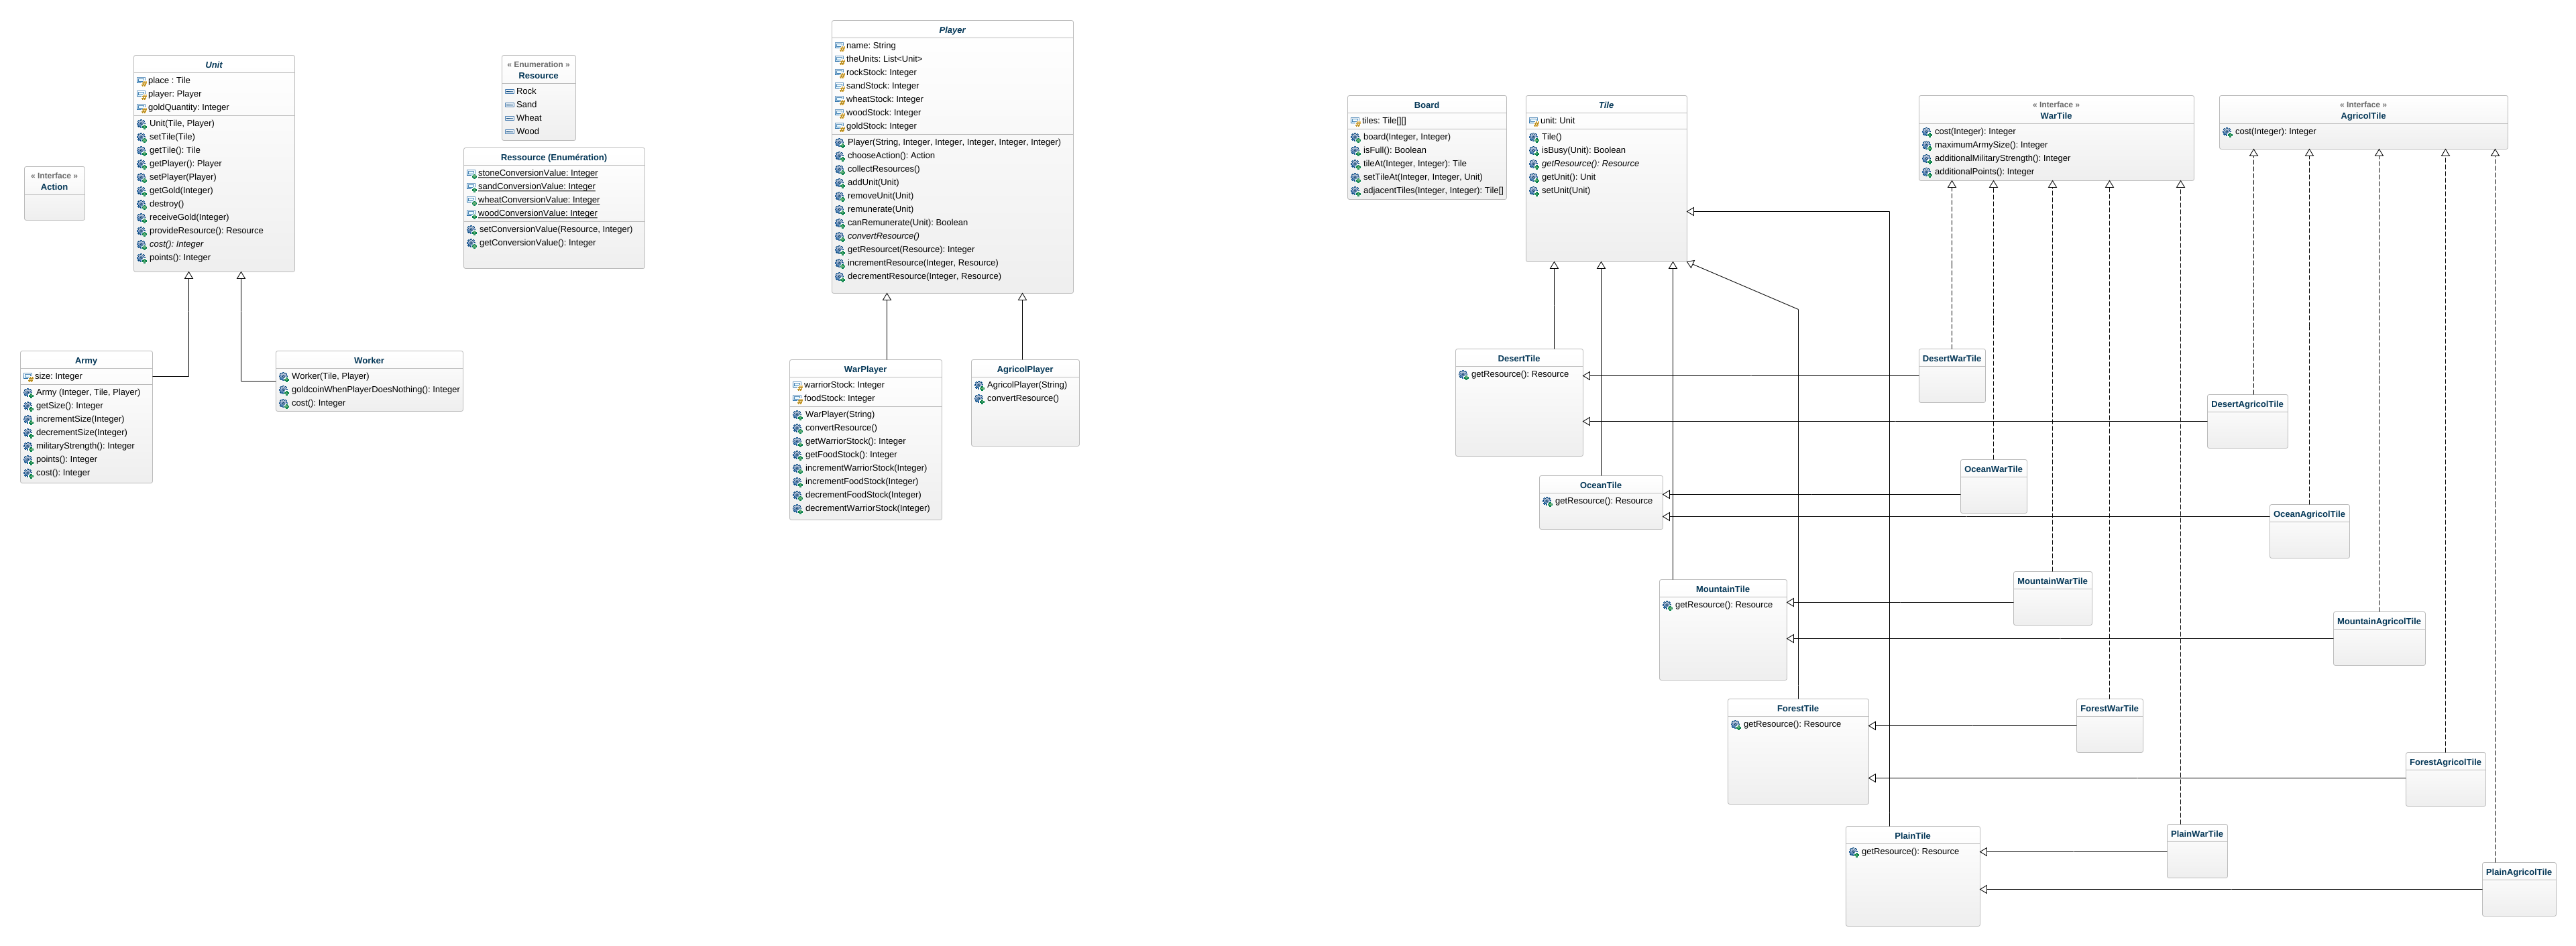 Unit
place : Tile
player: Player
goldQuantity: Integer
Unit(Tile, Player)
setTile(Tile)
getTile(): Tile
getPlayer(): Player
setPlayer(Player)
getGold(Integer)
destroy()
receiveGold(Integer)
provideResource(): Resource
cost(): Integer
points(): Integer
« Interface »
Action
Army
size: Integer
Army (Integer, Tile, Player)
getSize(): Integer
incrementSize(Integer)
decrementSize(Integer)
militaryStrength(): Integer
points(): Integer
cost(): Integer
Worker
Worker(Tile, Player)
goldcoinWhenPlayerDoesNothing(): Integer
cost(): Integer
« Enumeration »
Resource
Rock
Sand
Wheat
Wood
Ressource (Enumération)
stoneConversionValue: Integer
sandConversionValue: Integer
wheatConversionValue: Integer
woodConversionValue: Integer
setConversionValue(Resource, Integer)
getConversionValue(): Integer
Player
name: String
theUnits: List<Unit>
rockStock: Integer
sandStock: Integer
wheatStock: Integer
woodStock: Integer
goldStock: Integer
Player(String, Integer, Integer, Integer, Integer, Integer)
chooseAction(): Action
collectResources()
addUnit(Unit)
removeUnit(Unit)
remunerate(Unit)
canRemunerate(Unit): Boolean
convertResource()
getResourcet(Resource): Integer
incrementResource(Integer, Resource)
decrementResource(Integer, Resource)
WarPlayer
warriorStock: Integer
foodStock: Integer
WarPlayer(String)
convertResource()
getWarriorStock(): Integer
getFoodStock(): Integer
incrementWarriorStock(Integer)
incrementFoodStock(Integer)
decrementFoodStock(Integer)
decrementWarriorStock(Integer)
AgricolPlayer
AgricolPlayer(String)
convertResource()
Board
tiles: Tile[][]
board(Integer, Integer)
isFull(): Boolean
tileAt(Integer, Integer): Tile
setTileAt(Integer, Integer, Unit)
adjacentTiles(Integer, Integer): Tile[]
Tile
unit: Unit
Tile()
isBusy(Unit): Boolean
getResource(): Resource
getUnit(): Unit
setUnit(Unit)
« Interface »
WarTile
cost(Integer): Integer
maximumArmySize(): Integer
additionalMilitaryStrength(): Integer
additionalPoints(): Integer
« Interface »
AgricolTile
cost(Integer): Integer
DesertTile
getResource(): Resource
DesertWarTile
DesertAgricolTile
OceanTile
getResource(): Resource
OceanWarTile
OceanAgricolTile
MountainTile
getResource(): Resource
MountainWarTile
MountainAgricolTile
ForestTile
getResource(): Resource
ForestWarTile
ForestAgricolTile
PlainTile
getResource(): Resource
PlainWarTile
PlainAgricolTile